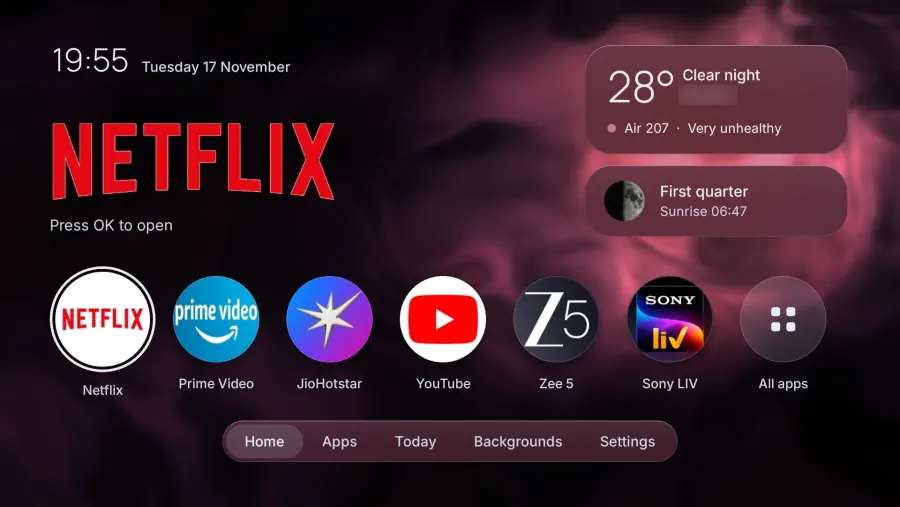 19:55 Tuesday 17 November
28° Clear night
Air 207 · Very unhealthy
NETFLIX
Press OK to open
First quarter
Sunrise 06:47
NETFLIX
prime video
Z5
SONY
liv
Netflix
Prime Video
JioHotstar
YouTube
Zee 5
Sony LIV
All apps
Home
Apps
Today
Backgrounds
Settings